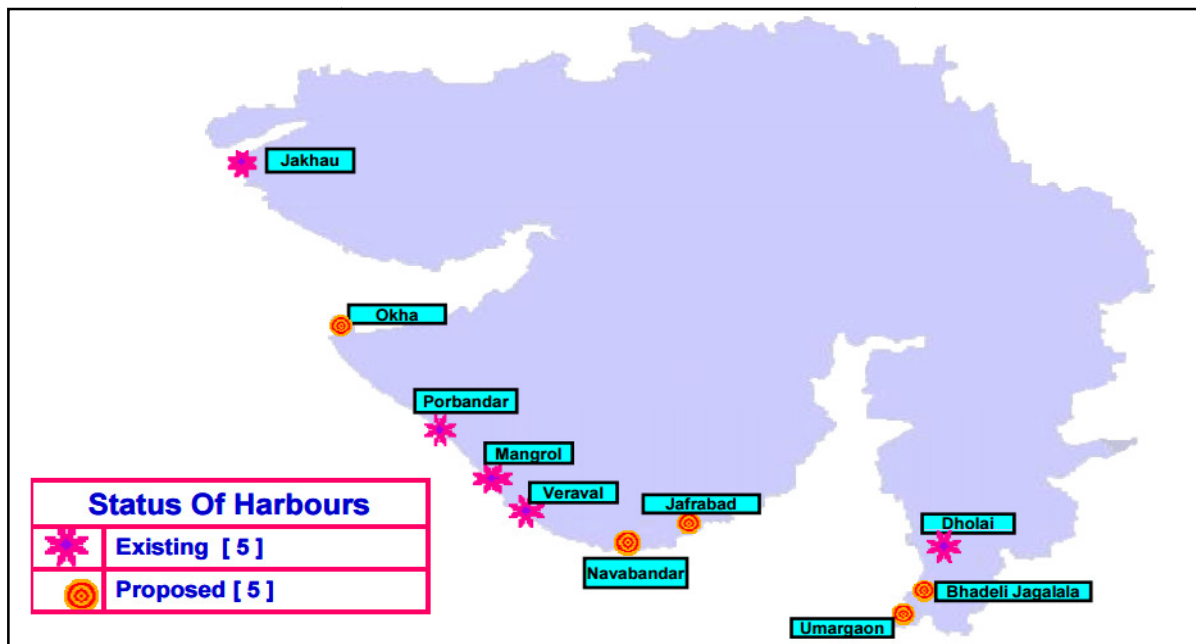 Jakhau
Okha
Porbandar
Mangrol
Veraval
Jafrabad
Navabandar
Dholai
Bhadeli Jagalala
Umargaon
Status Of Harbours
Existing [ 5 ]
Proposed [ 5 ]